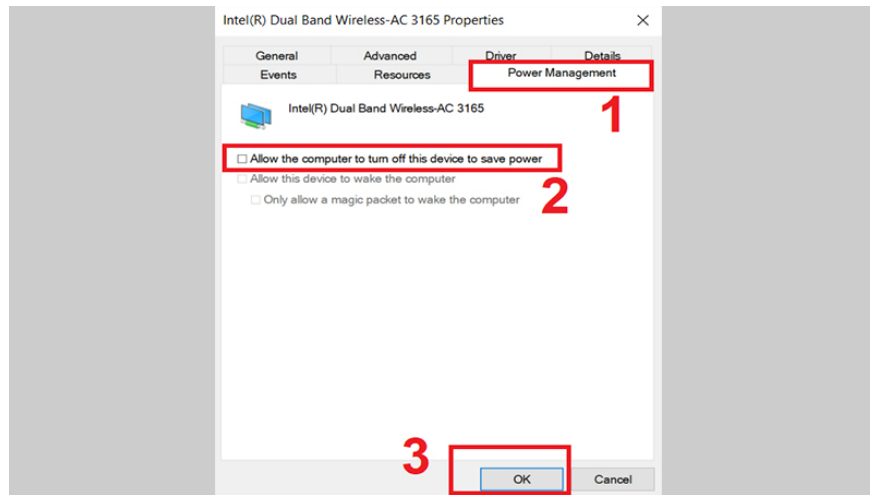 Intel(R) Dual Band Wireless-AC 3165 Properties
General Advanced Driver Details
Events Resources Power Management
1
Intel(R) Dual Band Wireless-AC 3165
Allow the computer to turn off this device to save power
Allow this device to wake the computer
2
Only allow a magic packet to wake the computer
3
OK Cancel